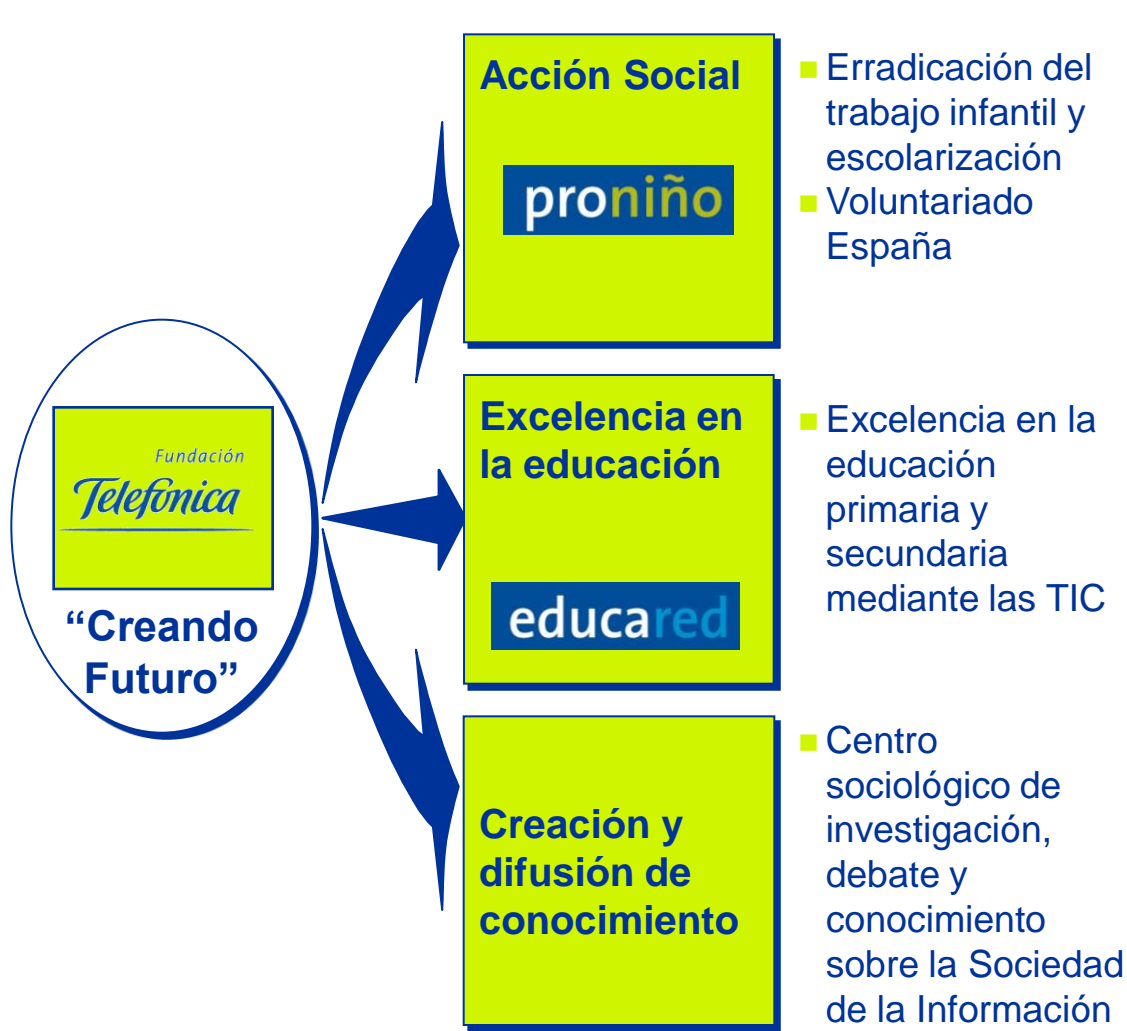 Fundación
Telefónica
“Creando
Futuro”
Acción Social
proniño
Erradicación del
trabajo infantil y
escolarización
Voluntariado
España
Excelencia en
la educación
educared
Excelencia en la
educación
primaria y
secundaria
mediante las TIC
Creación y
difusión de
conocimiento
Centro
sociológico de
investigación,
debate y
conocimiento
sobre la Sociedad
de la Información